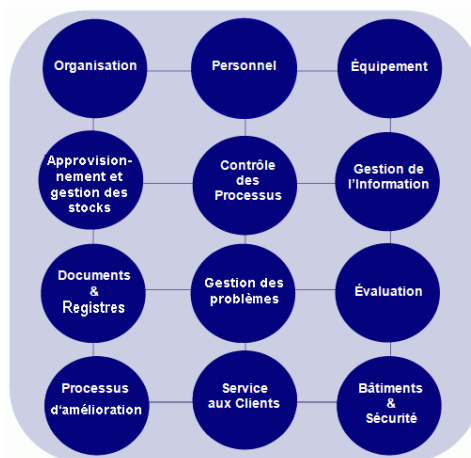 Organisation
Personnel
Équipement
Approvision-
nement et
gestion des
stocks
Contrôle
des
Processus
Gestion de
l'Information
Documents
&
Registres
Gestion des
problèmes
Évaluation
Processus
d'amélioration
Service
aux Clients
Bâtiments
&
Sécurité